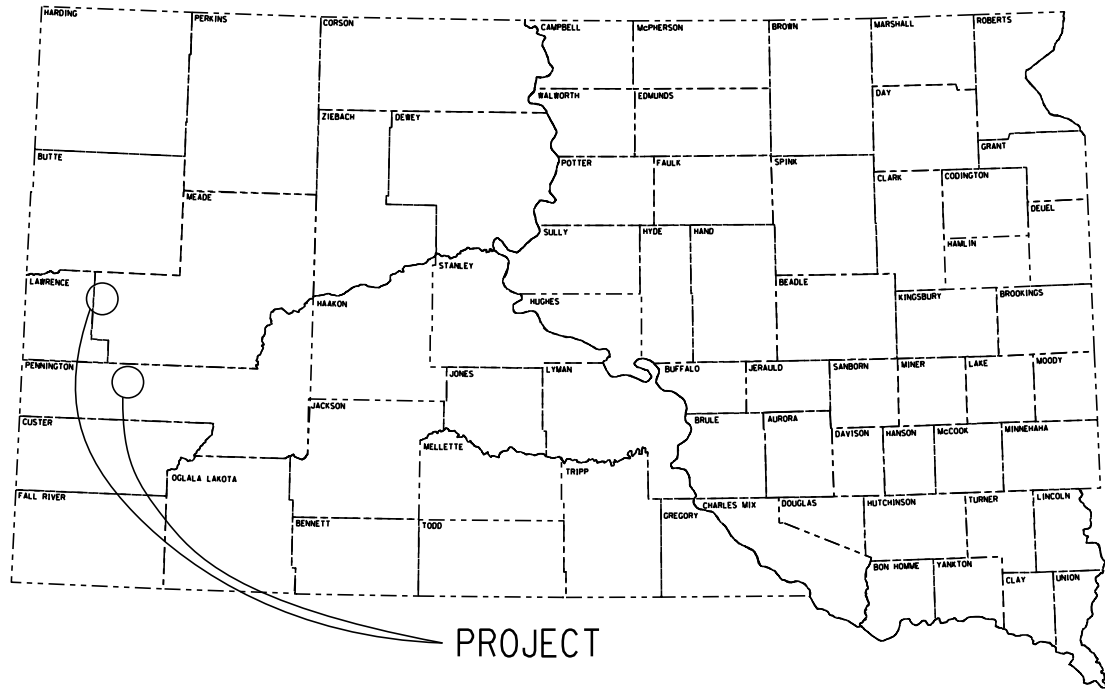 HARDING
PERKINS
CORSON
CAMPBELL
McPHERSON
BROWN
MARSHALL
ROBERTS
WALWORTH
EDMUNDS
DAY
ZIEBACH
DEWEY
GRANT
BUTTE
POTTER
FAULK
SPINK
CLARK
CODINGTON
MEADE
DEUEL
SULLY
HYDE
HAND
HAMLIN
STANLEY
LAWRENCE
BEADLE
HAAKON
HUGHES
KINGSBURY
BROOKINGS
PENNINGTON
JONES
LYMAN
BUFFALO
JERAULD
SANBORN
MINER
LAKE
MOODY
JACKSON
CUSTER
BRULE
AURORA
DAVISON
HANSON
McCOOK
MINNEHAHA
MELLETTE
OGLALA LAKOTA
TRIPP
FALL RIVER
GREGORY
CHARLES MIX
DOUGLAS
HUTCHINSON
TURNER
LINCOLN
BENNETT
TODD
BON HOMME
YANKTON
CLAY
UNION
PROJECT